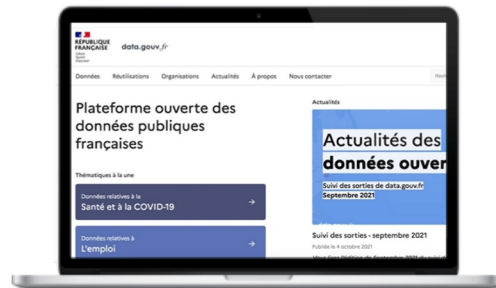 RÉPUBLIQUE
FRANÇAISE
data.gouv.fr
Données Réutilisations Organisations Actualités À propos Nous contacter
Plateforme ouverte des
données publiques
françaises
Thématiques à la une
Données relatives à la
Santé et à la COVID-19
Données relatives à
L'emploi
Actualités
Actualités des
données ouver
Suivi des sorties de data.gouv.fr
Septembre 2021
Suivi des sorties - septembre 2021
Publiée le 4 octobre 2021